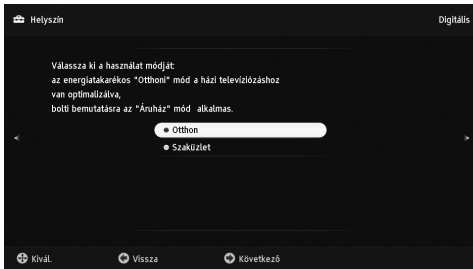 Helyszín
Digitális
Válassza ki a használat módját:
az energiatakarékos "Otthoni" mód a házi televíziózáshoz
van optimalizálva,
bolti bemutatásra az "Áruház" mód alkalmas.
Otthon
Szaküzlet
Kivál.
Vissza
Következő